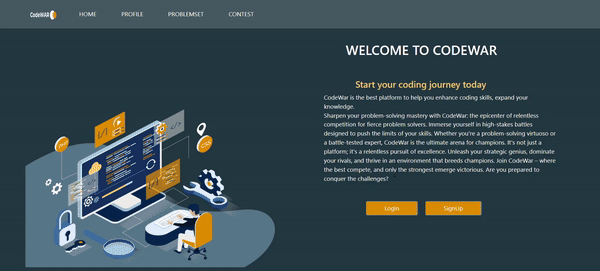 CodeWAR HOME PROFILE PROBLEMSET CONTEST
WELCOME TO CODEWAR
Start your coding journey today
CodeWar is the best platform to help you enhance coding skills, expand your
knowledge.
Sharpen your problem-solving mastery with CodeWar: the epicenter of relentless
competition for fierce problem solvers. Immerse yourself in high-stakes battles
designed to push the limits of your skills. Whether you're a problem-solving virtuoso or
a battle-tested expert, CodeWar is the ultimate arena for champions. It's not just a
platform; it's a relentless pursuit of excellence. Unleash your strategic genius, dominate
your rivals, and thrive in an environment that breeds champions. Join CodeWar – where
the best compete, and only the strongest emerge victorious. Are you prepared to
conquer the challenges?
Login SignUp
CSS